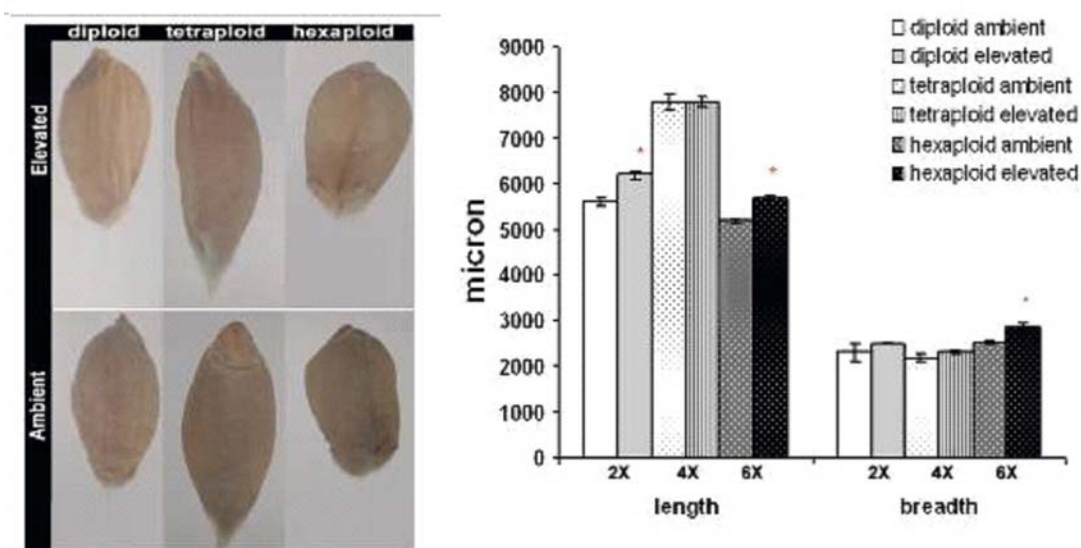 diploid tetraploid hexaploid
Elevated
Ambient
micron
9000
8000
7000
6000
5000
4000
3000
2000
1000
0
2X 4X 6X 2X 4X 6X
length breadth
diploid ambient
diploid elevated
tetraploid ambient
tetraploid elevated
hexaploid ambient
hexaploid elevated
* * *